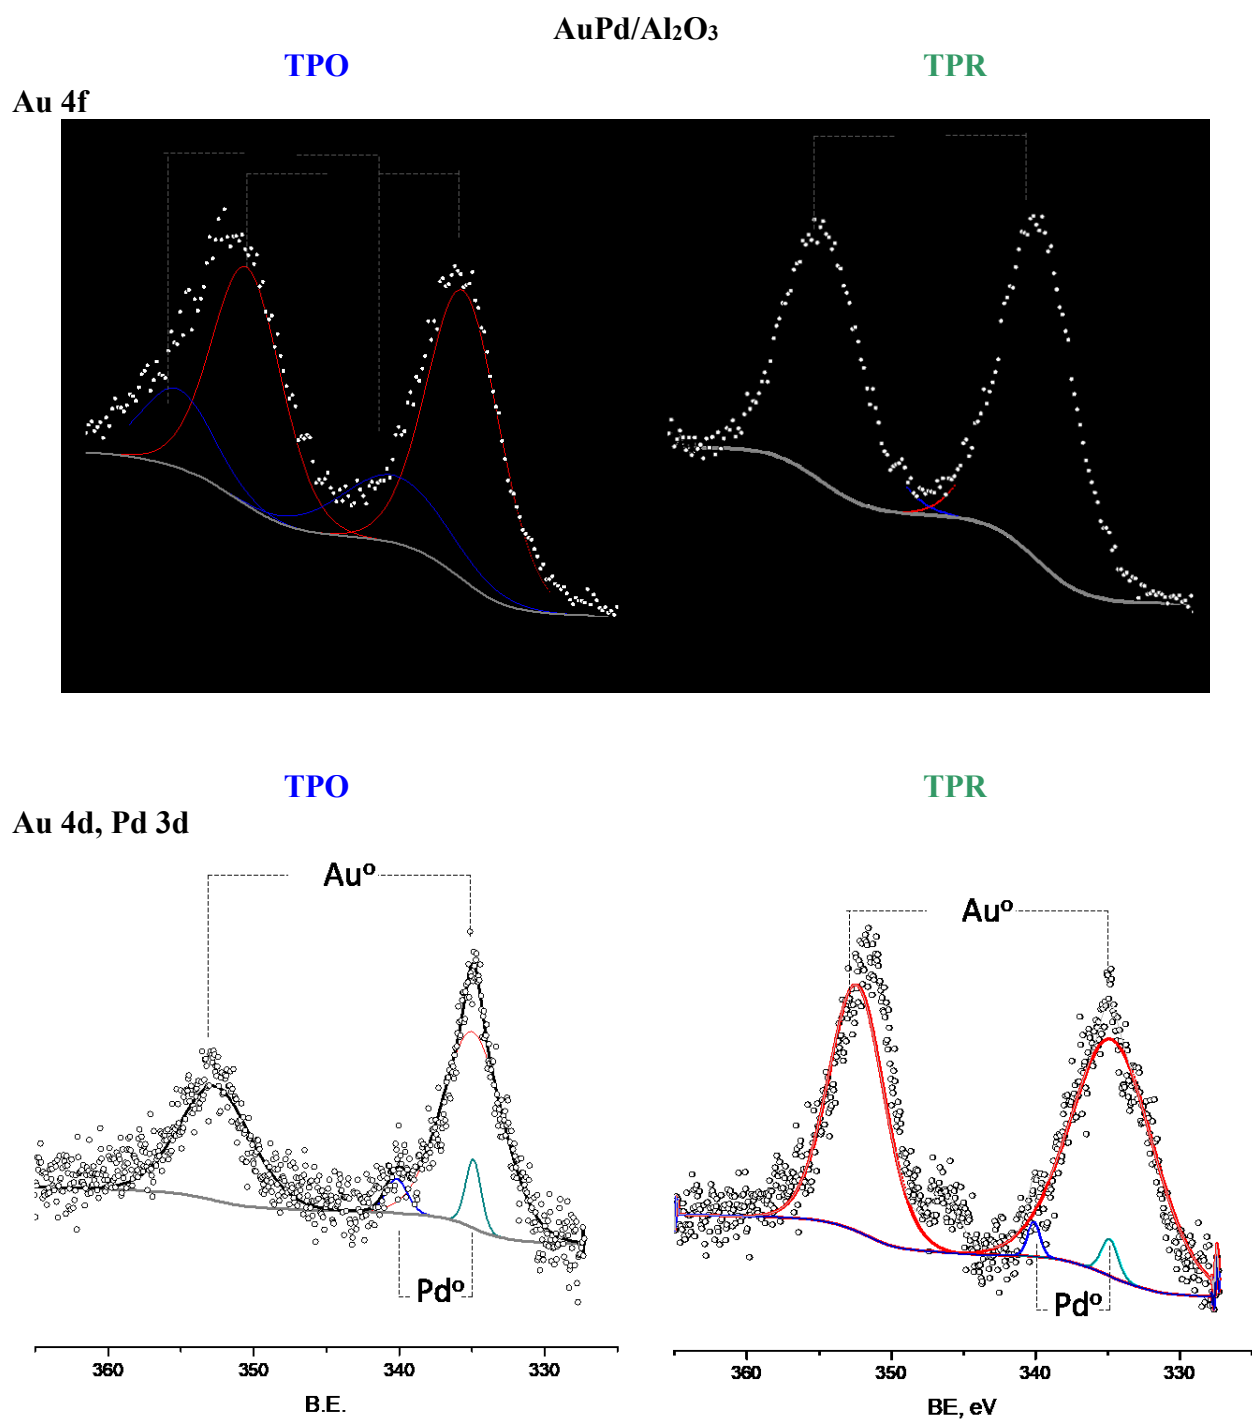 AuPd/Al₂O₃
TPO TPR
Au 4f
TPO TPR
Au 4d, Pd 3d
Auº Auº
Pdº Pdº
360 350 340 330 360 350 340 330
B.E. BE, eV